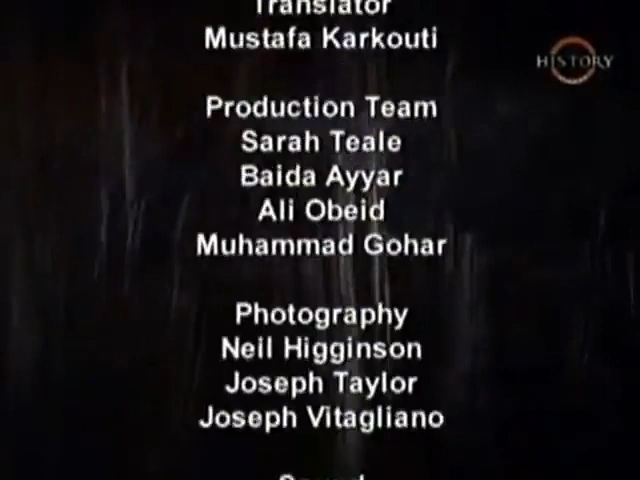 Translator
Mustafa Karkouti
HISTORY
Production Team
Sarah Teale
Baida Ayyar
Ali Obeid
Muhammad Gohar
Photography
Neil Higginson
Joseph Taylor
Joseph Vitagliano
Sound